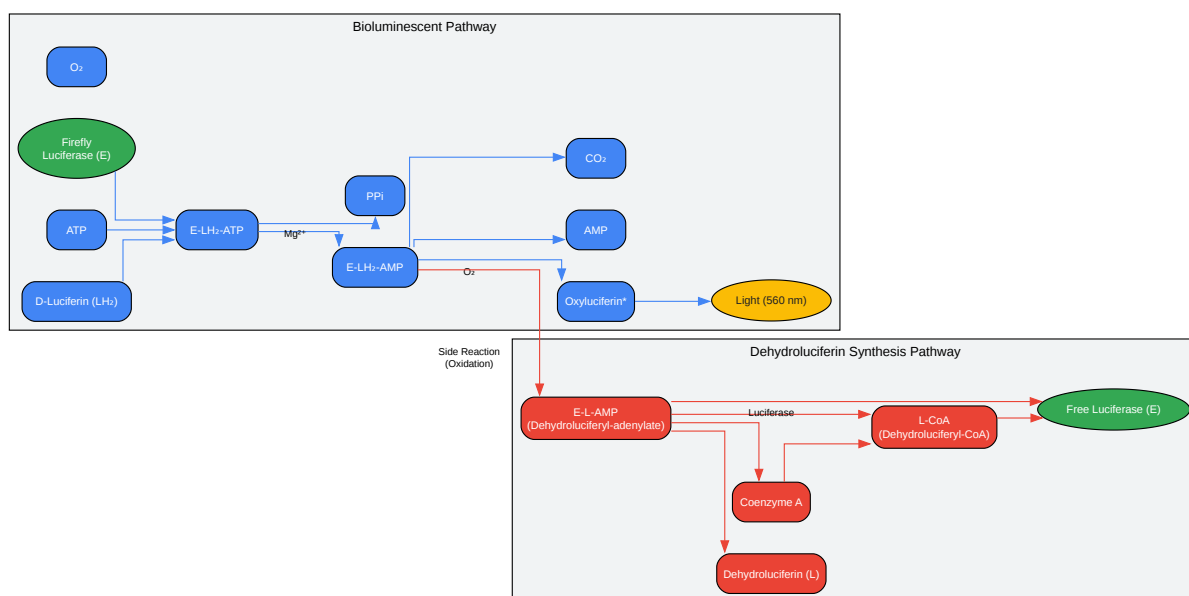 Bioluminescent Pathway
O₂
Firefly
Luciferase (E)
CO₂
PPi
ATP
E-LH₂-ATP
Mg²⁺
AMP
E-LH₂-AMP
O₂
D-Luciferin (LH₂)
Oxyluciferin*
Light (560 nm)
Side Reaction
(Oxidation)
Dehydroluciferin Synthesis Pathway
E-L-AMP
(Dehydroluciferyl-adenylate)
Luciferase
L-CoA
(Dehydroluciferyl-CoA)
Free Luciferase (E)
Coenzyme A
Dehydroluciferin (L)